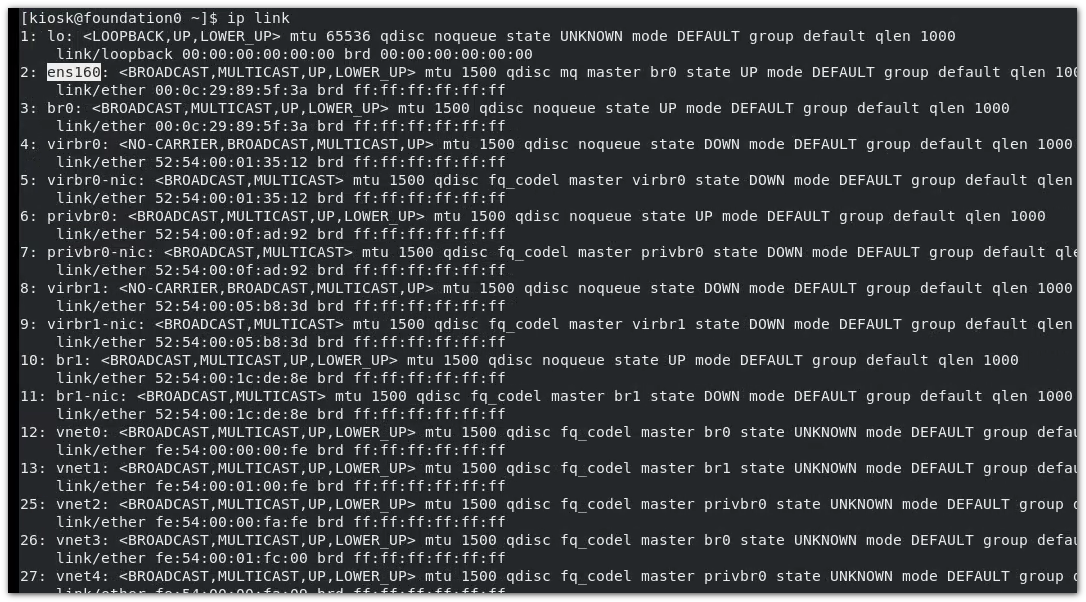 [kiosk@foundation0 ~]$ ip link
1: lo: <LOOPBACK,UP,LOWER_UP> mtu 65536 qdisc noqueue state UNKNOWN mode DEFAULT group default qlen 1000
    link/loopback 00:00:00:00:00:00 brd 00:00:00:00:00:00
2: ens160: <BROADCAST,MULTICAST,UP,LOWER_UP> mtu 1500 qdisc mq master br0 state UP mode DEFAULT group default qlen 100
    link/ether 00:0c:29:89:5f:3a brd ff:ff:ff:ff:ff:ff
3: br0: <BROADCAST,MULTICAST,UP,LOWER_UP> mtu 1500 qdisc noqueue state UP mode DEFAULT group default qlen 1000
    link/ether 00:0c:29:89:5f:3a brd ff:ff:ff:ff:ff:ff
4: virbr0: <NO-CARRIER,BROADCAST,MULTICAST,UP> mtu 1500 qdisc noqueue state DOWN mode DEFAULT group default qlen 1000
    link/ether 52:54:00:01:35:12 brd ff:ff:ff:ff:ff:ff
5: virbr0-nic: <BROADCAST,MULTICAST> mtu 1500 qdisc fq_codel master virbr0 state DOWN mode DEFAULT group default qlen
    link/ether 52:54:00:01:35:12 brd ff:ff:ff:ff:ff:ff
6: privbr0: <BROADCAST,MULTICAST,UP,LOWER_UP> mtu 1500 qdisc noqueue state UP mode DEFAULT group default qlen 1000
    link/ether 52:54:00:0f:ad:92 brd ff:ff:ff:ff:ff:ff
7: privbr0-nic: <BROADCAST,MULTICAST> mtu 1500 qdisc fq_codel master privbr0 state DOWN mode DEFAULT group default qle
    link/ether 52:54:00:0f:ad:92 brd ff:ff:ff:ff:ff:ff
8: virbr1: <NO-CARRIER,BROADCAST,MULTICAST,UP> mtu 1500 qdisc noqueue state DOWN mode DEFAULT group default qlen 1000
    link/ether 52:54:00:05:b8:3d brd ff:ff:ff:ff:ff:ff
9: virbr1-nic: <BROADCAST,MULTICAST> mtu 1500 qdisc fq_codel master virbr1 state DOWN mode DEFAULT group default qlen
    link/ether 52:54:00:05:b8:3d brd ff:ff:ff:ff:ff:ff
10: br1: <BROADCAST,MULTICAST,UP,LOWER_UP> mtu 1500 qdisc noqueue state UP mode DEFAULT group default qlen 1000
    link/ether 52:54:00:1c:de:8e brd ff:ff:ff:ff:ff:ff
11: br1-nic: <BROADCAST,MULTICAST> mtu 1500 qdisc fq_codel master br1 state DOWN mode DEFAULT group default qlen 1000
    link/ether 52:54:00:1c:de:8e brd ff:ff:ff:ff:ff:ff
12: vnet0: <BROADCAST,MULTICAST,UP,LOWER_UP> mtu 1500 qdisc fq_codel master br0 state UNKNOWN mode DEFAULT group defau
    link/ether fe:54:00:00:00:fe brd ff:ff:ff:ff:ff:ff
13: vnet1: <BROADCAST,MULTICAST,UP,LOWER_UP> mtu 1500 qdisc fq_codel master br1 state UNKNOWN mode DEFAULT group defau
    link/ether fe:54:00:01:00:fe brd ff:ff:ff:ff:ff:ff
25: vnet2: <BROADCAST,MULTICAST,UP,LOWER_UP> mtu 1500 qdisc fq_codel master privbr0 state UNKNOWN mode DEFAULT group d
    link/ether fe:54:00:00:fa:fe brd ff:ff:ff:ff:ff:ff
26: vnet3: <BROADCAST,MULTICAST,UP,LOWER_UP> mtu 1500 qdisc fq_codel master br0 state UNKNOWN mode DEFAULT group defau
    link/ether fe:54:00:01:fc:00 brd ff:ff:ff:ff:ff:ff
27: vnet4: <BROADCAST,MULTICAST,UP,LOWER_UP> mtu 1500 qdisc fq_codel master privbr0 state UNKNOWN mode DEFAULT group d
    link/ether fe:54:00:00:fa:09 brd ff:ff:ff:ff:ff:ff